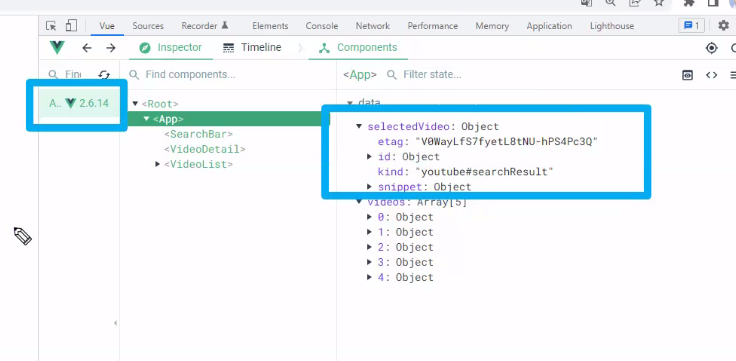 Vue Sources Recorder Elements Console Network Performance Memory Application Lighthouse 1
Inspector Timeline Components
Find components... <App> Filter state...
A.. 2.6.14
<Root>
<App>
<SearchBar>
<VideoDetail>
<VideoList>
data
selectedVideo: Object
etag: "V0WayLfS7fyetL8tNU-hPS4Pc3Q"
id: Object
kind: "youtube#searchResult"
snippet: Object
videos: Array[5]
0: Object
1: Object
2: Object
3: Object
4: Object